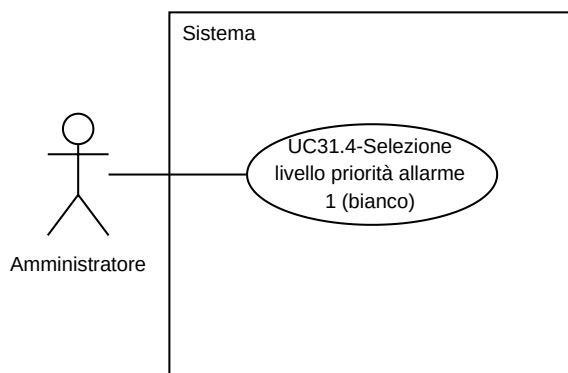 Sistema
UC31.4-Selezione
livello priorità allarme
1 (bianco)
Amministratore